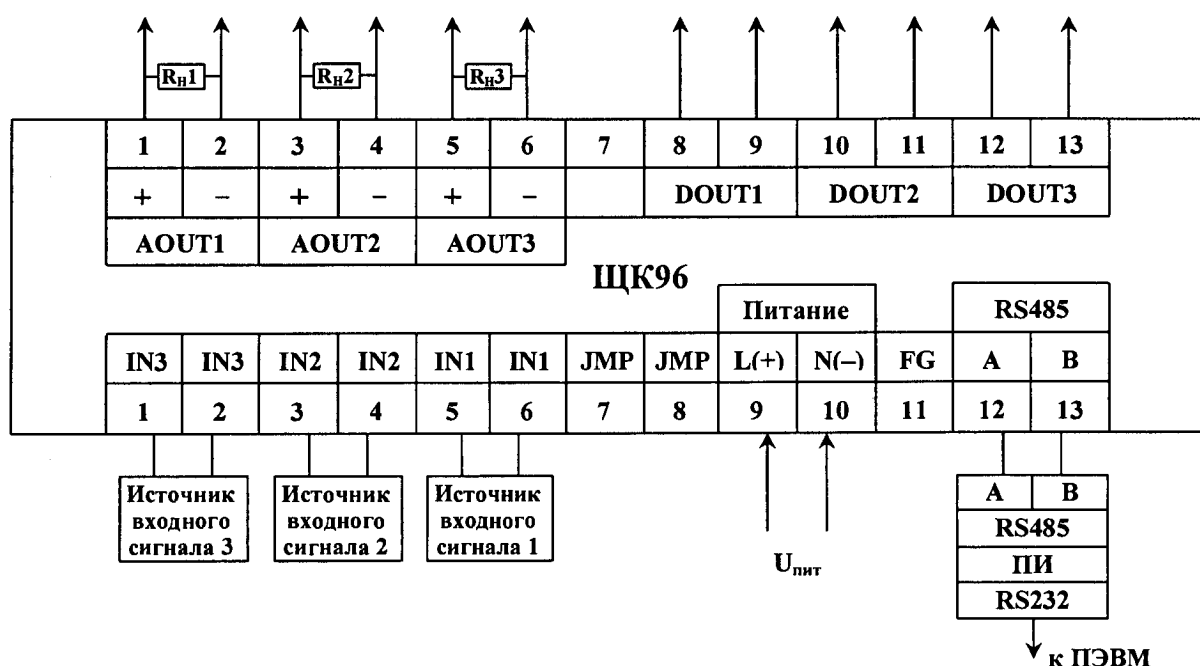 Rн1 Rн2 Rн3
1 2 3 4 5 6 7 8 9 10 11 12 13
+ − + − + − DOUT1 DOUT2 DOUT3
AOUT1 AOUT2 AOUT3
ЩК96
Питание RS485
IN3 IN3 IN2 IN2 IN1 IN1 JMP JMP L(+) N(−) FG A B
1 2 3 4 5 6 7 8 9 10 11 12 13
Источник
входного
сигнала 3
Источник
входного
сигнала 2
Источник
входного
сигнала 1
Uпит
A B
RS485
ПИ
RS232
к ПЭВМ